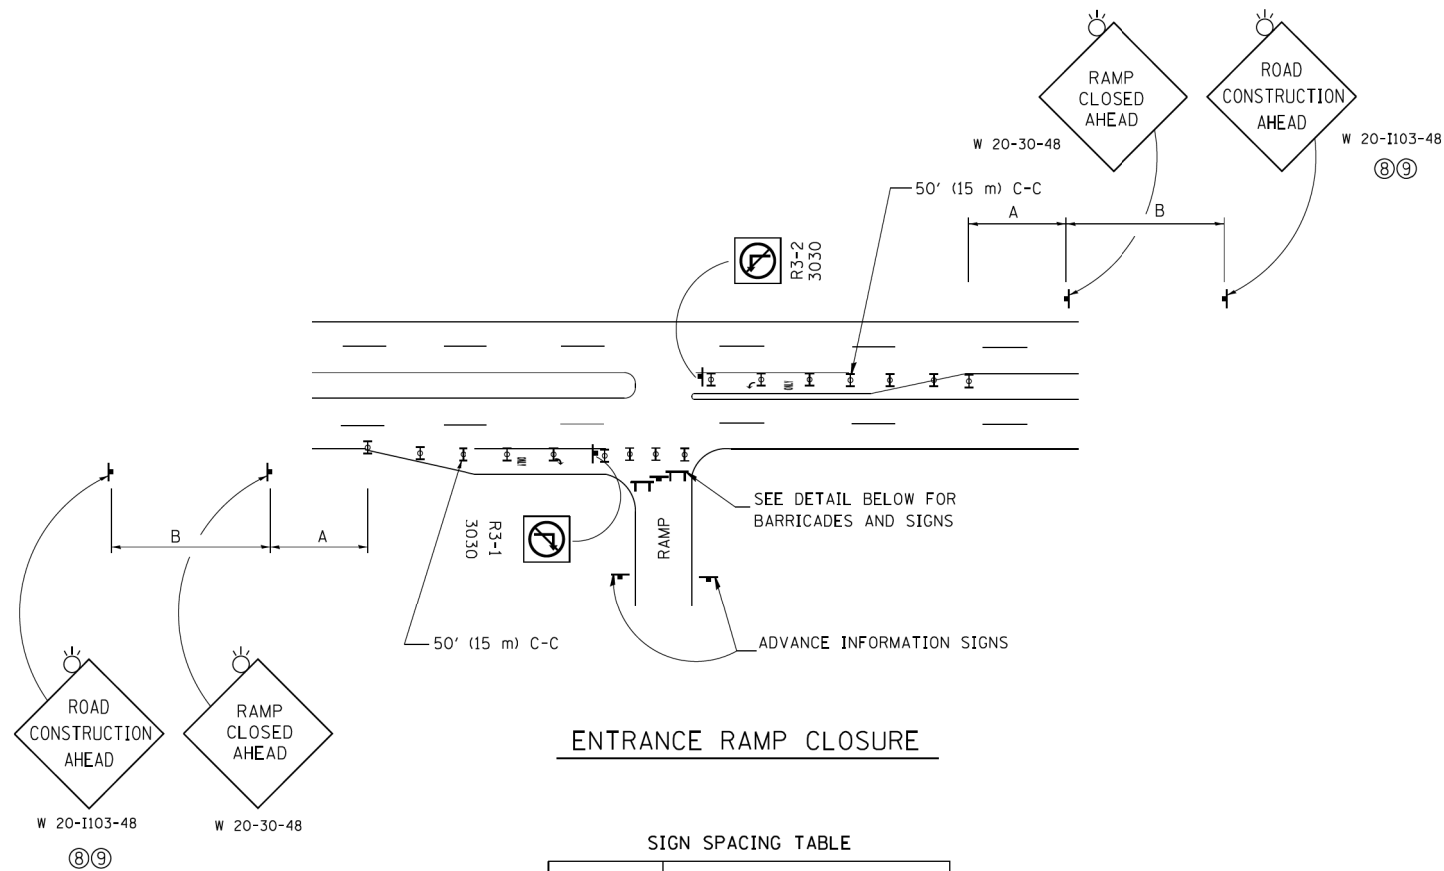 RAMP
CLOSED
AHEAD
W 20-30-48
ROAD
CONSTRUCTION
AHEAD
W 20-I103-48
⑧⑨
50' (15 m) C-C
A
B
R3-2
3030
SEE DETAIL BELOW FOR
BARRICADES AND SIGNS
RAMP
R3-1
3030
B
A
50' (15 m) C-C
ADVANCE INFORMATION SIGNS
ROAD
CONSTRUCTION
AHEAD
W 20-I103-48
⑧⑨
RAMP
CLOSED
AHEAD
W 20-30-48
ENTRANCE RAMP CLOSURE
SIGN SPACING TABLE